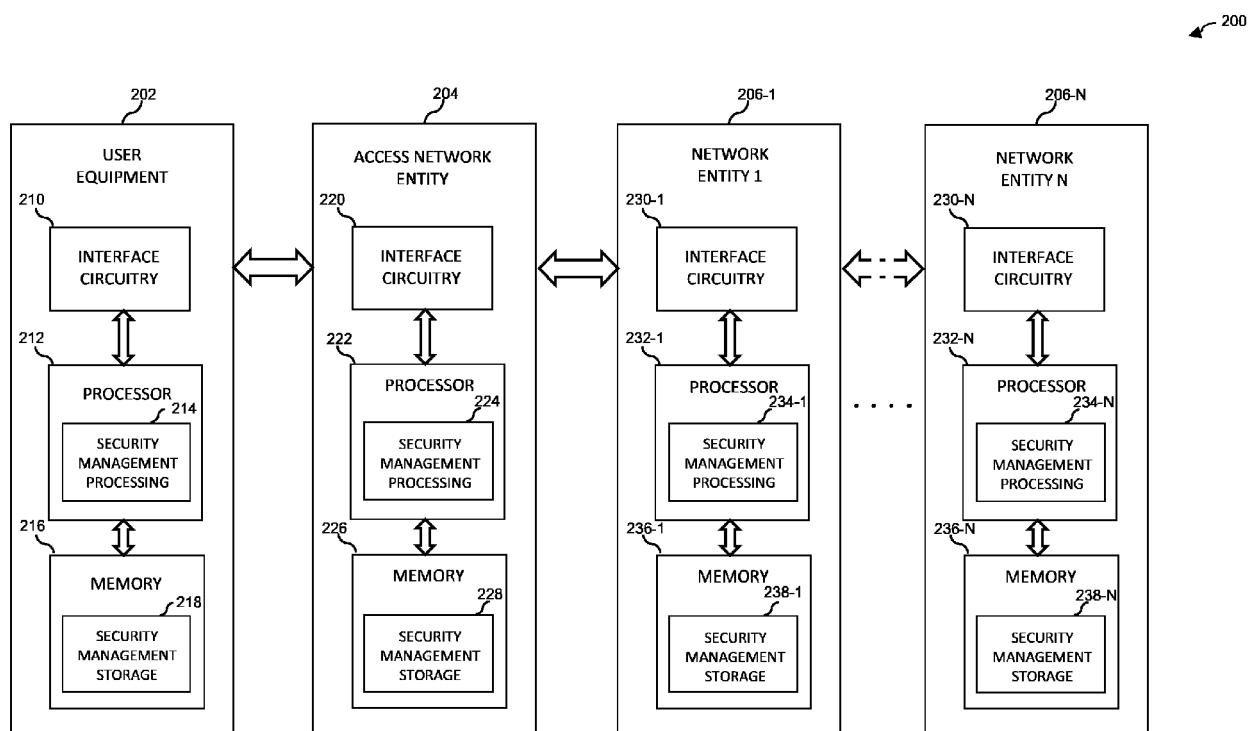 200
202
204
206-1
206-N
USER
EQUIPMENT
ACCESS NETWORK
ENTITY
NETWORK
ENTITY 1
NETWORK
ENTITY N
210
220
230-1
230-N
INTERFACE
CIRCUITRY
INTERFACE
CIRCUITRY
INTERFACE
CIRCUITRY
INTERFACE
CIRCUITRY
212
222
232-1
232-N
PROCESSOR
PROCESSOR
PROCESSOR
PROCESSOR
214
224
234-1
234-N
SECURITY
MANAGEMENT
PROCESSING
SECURITY
MANAGEMENT
PROCESSING
SECURITY
MANAGEMENT
PROCESSING
SECURITY
MANAGEMENT
PROCESSING
. . . .
216
226
236-1
236-N
MEMORY
MEMORY
MEMORY
MEMORY
218
228
238-1
238-N
SECURITY
MANAGEMENT
STORAGE
SECURITY
MANAGEMENT
STORAGE
SECURITY
MANAGEMENT
STORAGE
SECURITY
MANAGEMENT
STORAGE